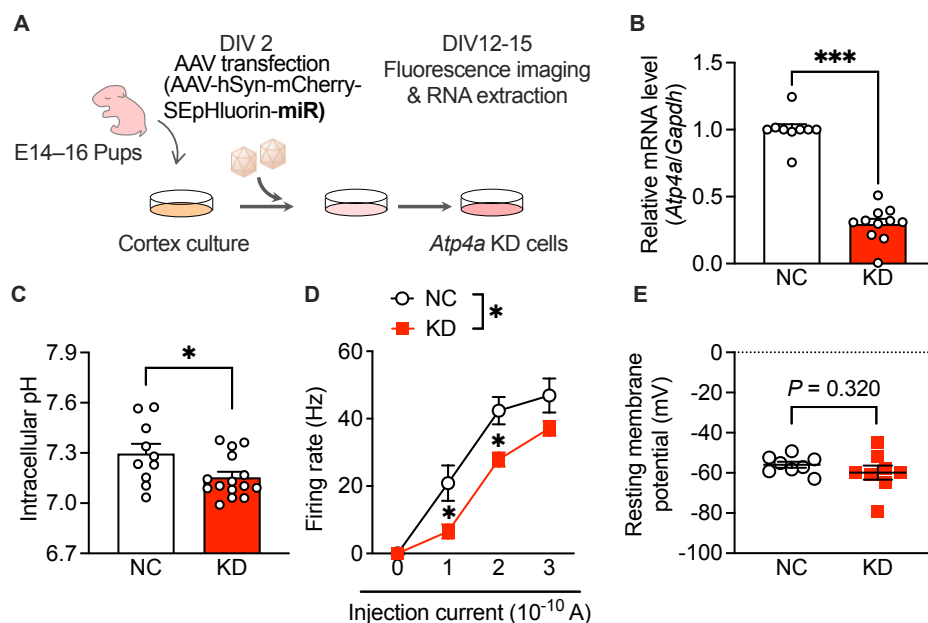 A
DIV 2
AAV transfection
(AAV-hSyn-mCherry-
SEpHluorin-miR)
DIV12-15
Fluorescence imaging
& RNA extraction
E14–16 Pups
Cortex culture
Atp4a KD cells
B
Relative mRNA level
(Atp4a/Gapdh)
1.5
1.0
0.5
0.0
***
NC
KD
C
Intracellular pH
7.9
7.6
7.3
7.0
6.7
*
NC
KD
D
NC
KD
*
Firing rate (Hz)
60
40
20
0
*
*
0 1 2 3
Injection current (10⁻¹⁰ A)
E
Resting membrane
potential (mV)
0
-20
-40
-60
-80
-100
P = 0.320
NC
KD